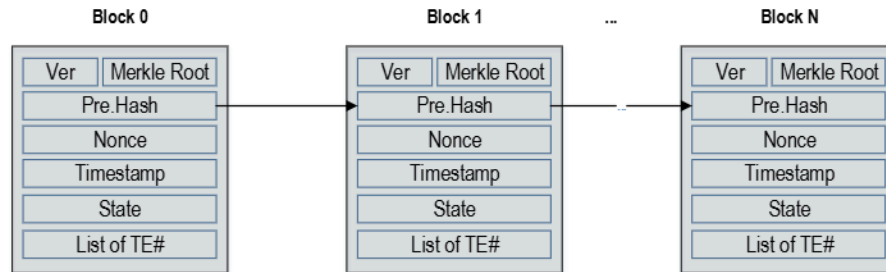 Block 0 Block 1 ... Block N
Ver Merkle Root Ver Merkle Root Ver Merkle Root
Pre.Hash Pre.Hash ... Pre.Hash
Nonce Nonce Nonce
Timestamp Timestamp Timestamp
State State State
List of TE# List of TE# List of TE#